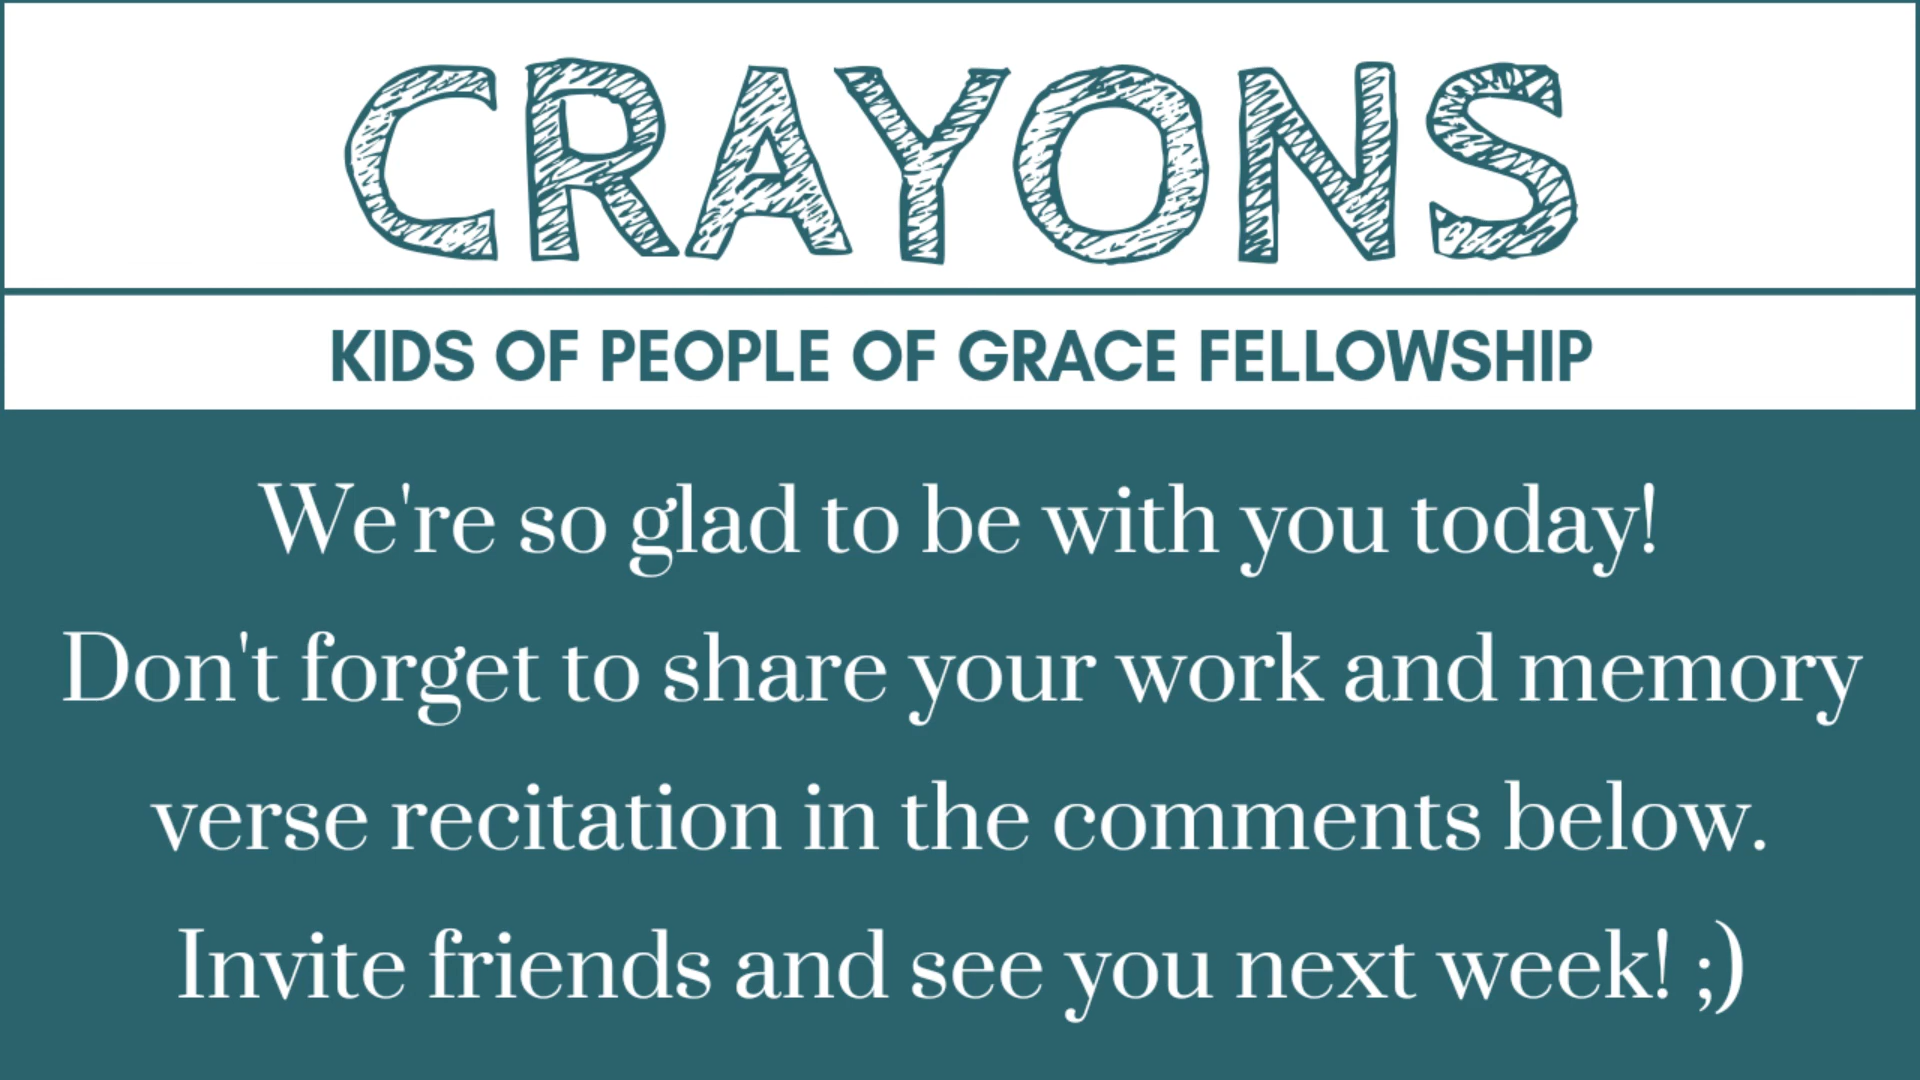 CRAYONS
KIDS OF PEOPLE OF GRACE FELLOWSHIP
We're so glad to be with you today!
Don't forget to share your work and memory
verse recitation in the comments below.
Invite friends and see you next week! ;)